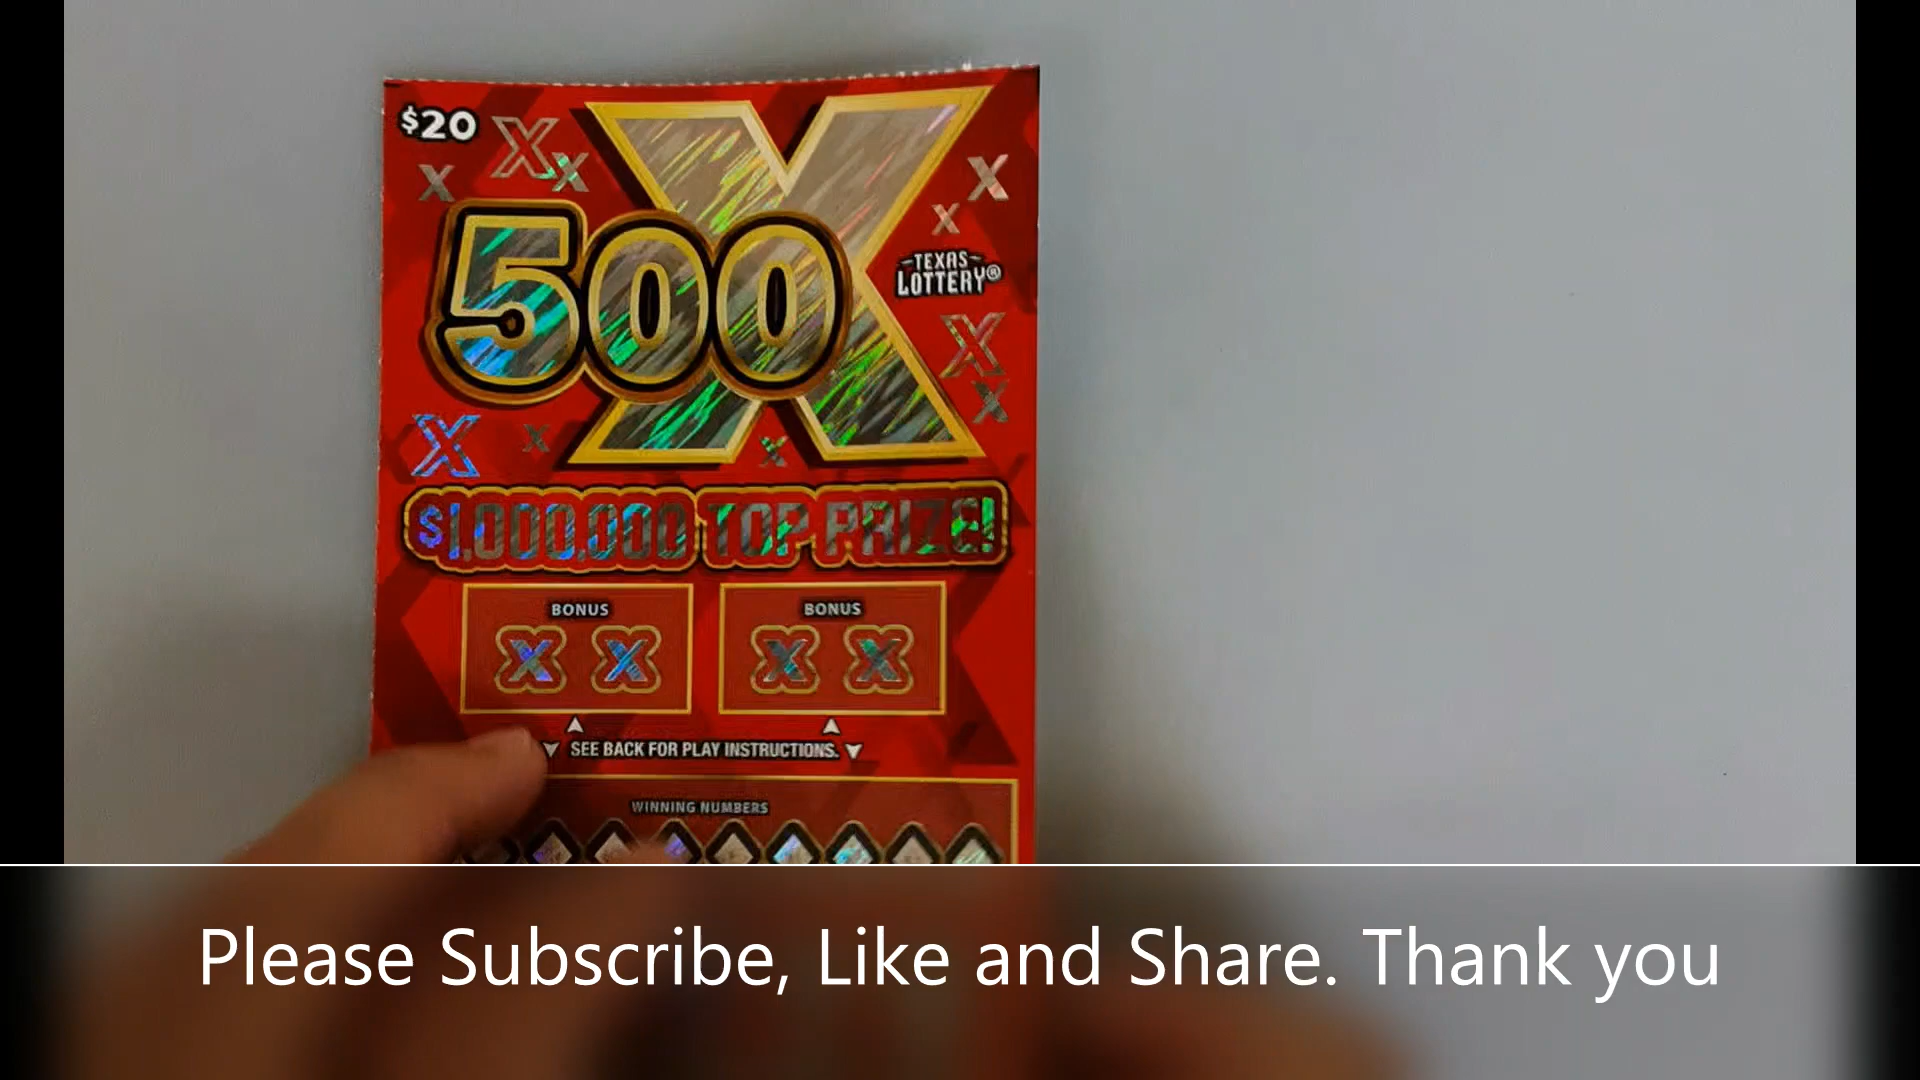 $20
X
500
TEXAS
LOTTERY®
$1,000,000 TOP PRIZE!
BONUS
BONUS
X X
X X
SEE BACK FOR PLAY INSTRUCTIONS.
WINNING NUMBERS
Please Subscribe, Like and Share. Thank you